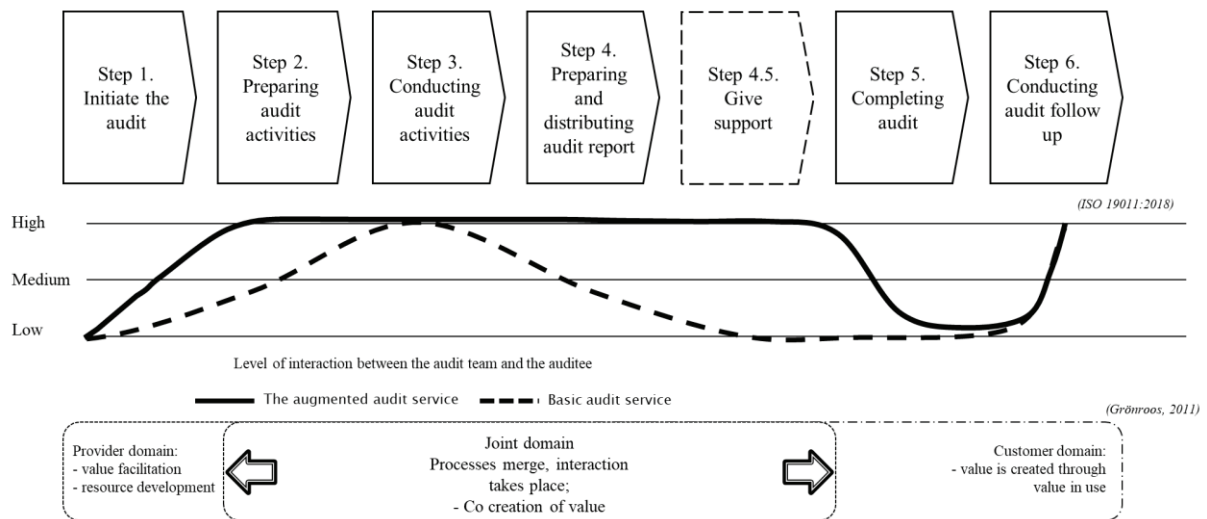 Step 1.
Initiate the
audit
Step 2.
Preparing
audit
activities
Step 3.
Conducting
audit
activities
Step 4.
Preparing
and
distributing
audit report
Step 4.5.
Give
support
Step 5.
Completing
audit
Step 6.
Conducting
audit follow
up
(ISO 19011:2018)
High
Medium
Low
Level of interaction between the audit team and the auditee
The augmented audit service
Basic audit service
(Grönroos, 2011)
Provider domain:
- value facilitation
- resource development
Joint domain
Processes merge, interaction
takes place;
- Co creation of value
Customer domain:
- value is created through
value in use